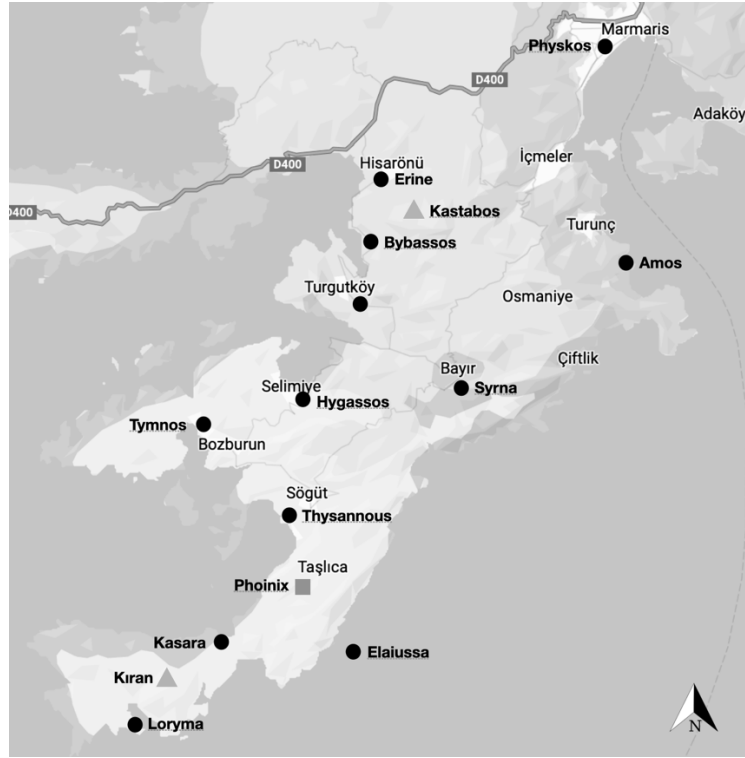 Marmaris
Physkos
D400
Adaköy
İçmeler
Hisarönü
D400
Erine
D400
Kastabos
Turunç
Bybassos
Amos
Turgutköy
Osmaniye
Çiftlik
Bayır
Syrna
Selimiye
Hygassos
Tymnos
Bozburun
Sögüt
Thysannous
Taşlıca
Phoinix
Kasara
Elaiussa
Kıran
Loryma
N